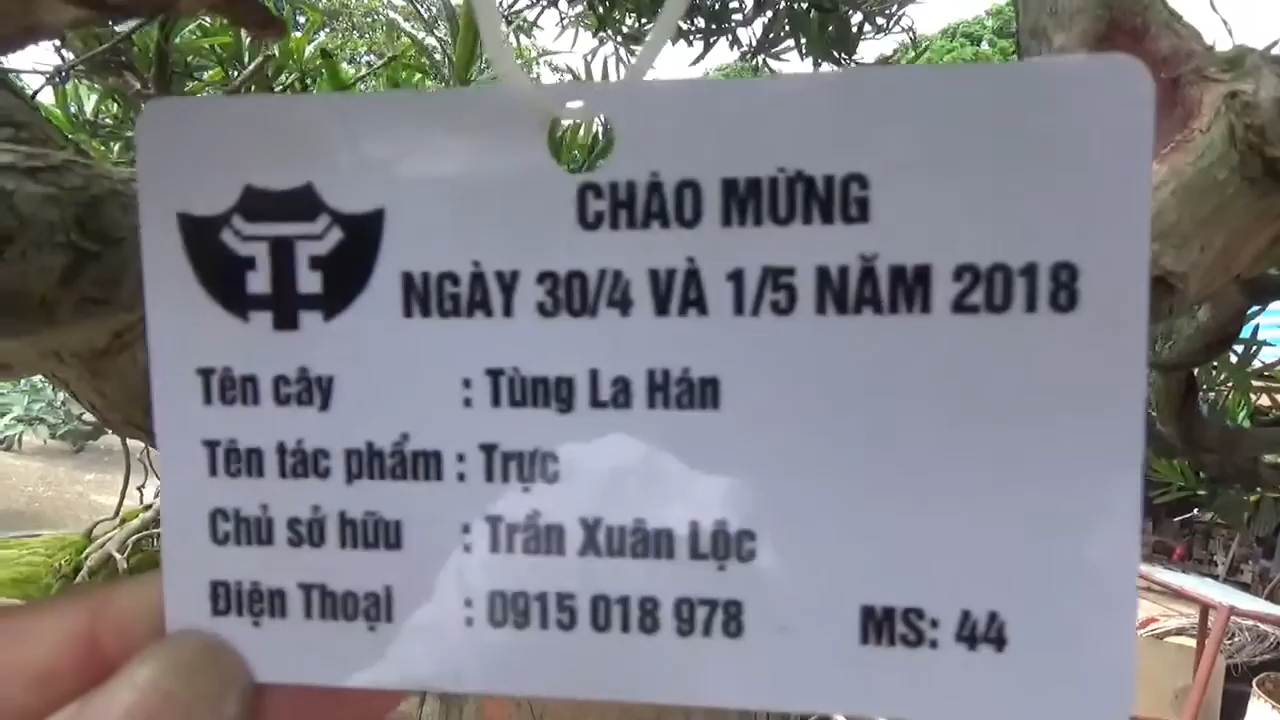 CHÀO MỪNG
NGÀY 30/4 VÀ 1/5 NĂM 2018
Tên cây : Tùng La Hán
Tên tác phẩm : Trực
Chủ sở hữu : Trần Xuân Lộc
Điện Thoại : 0915 018 978 MS: 44